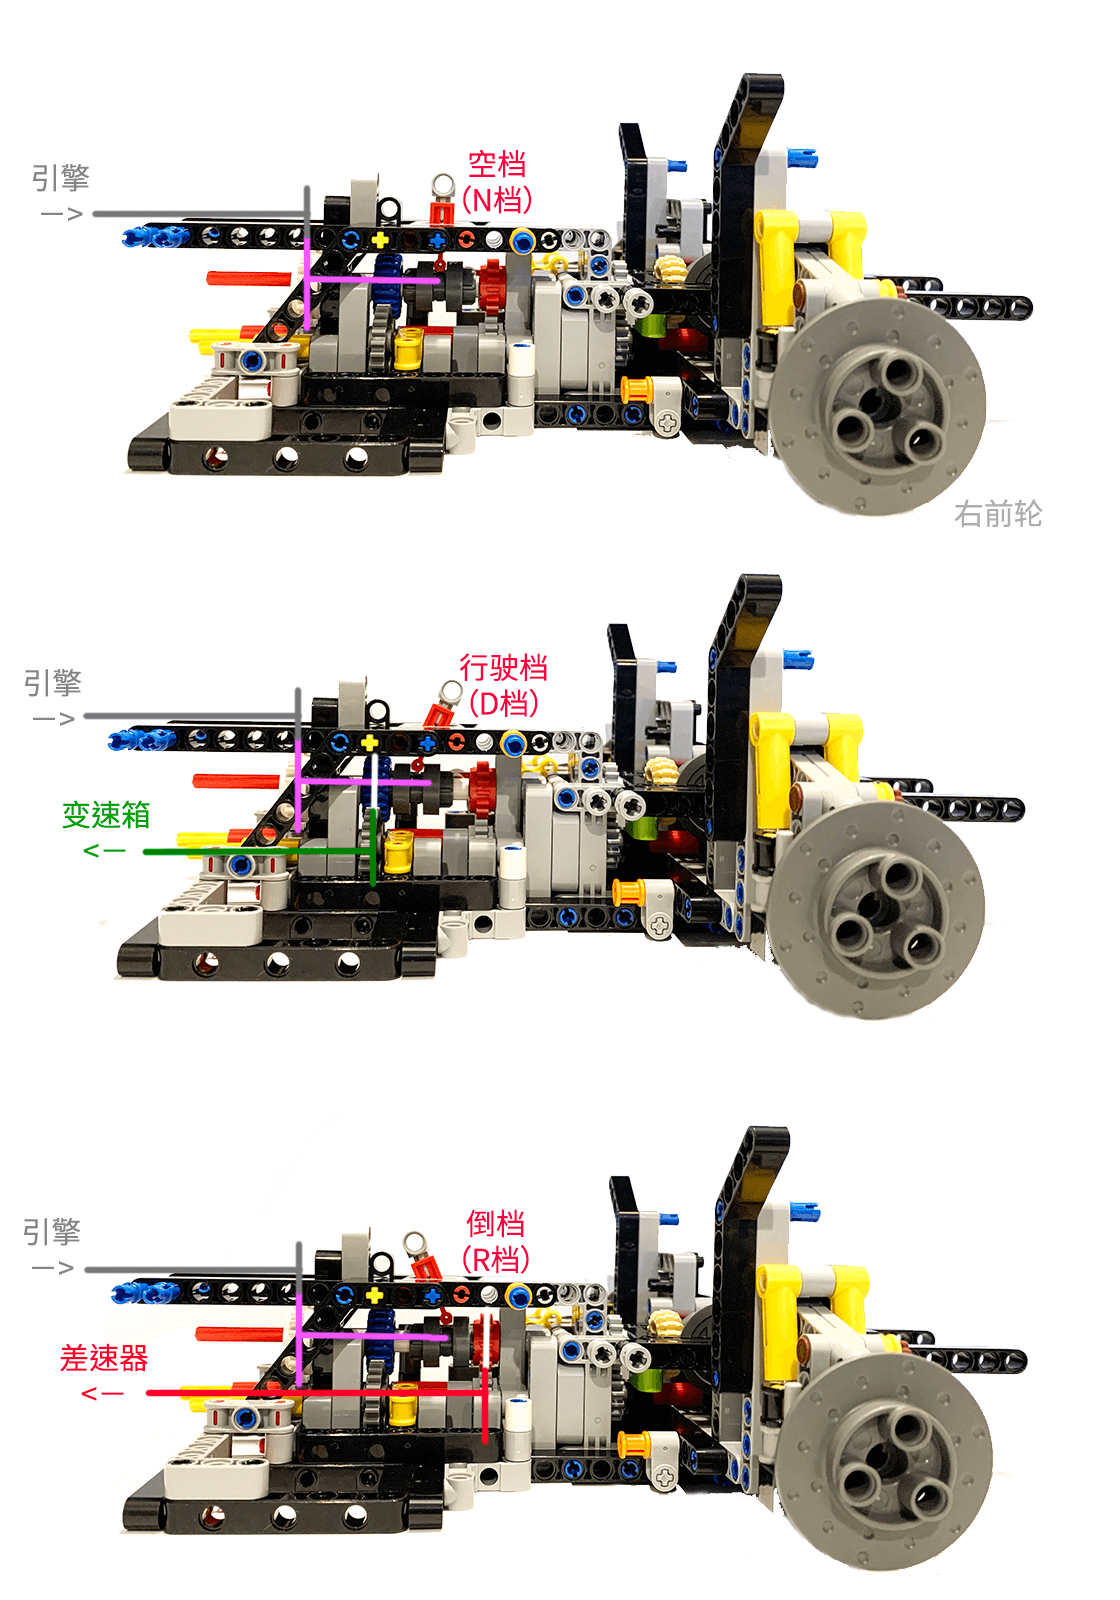 引擎
—>
空档
（N档）
右前轮
引擎
—>
行驶档
（D档）
变速箱
<—
引擎
—>
倒档
（R档）
差速器
<—